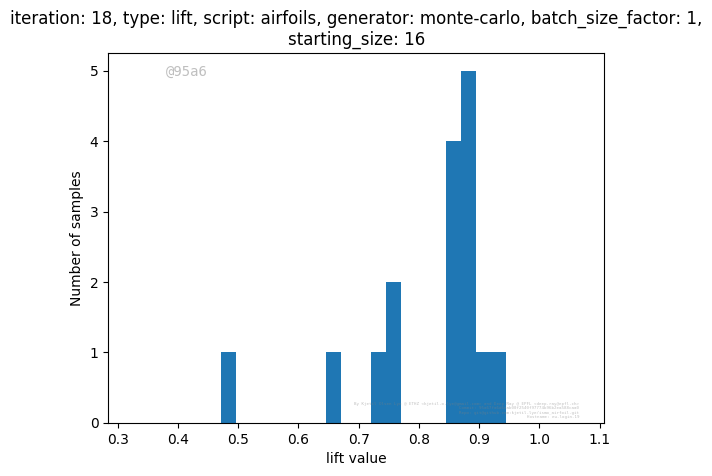 iteration: 18, type: lift, script: airfoils, generator: monte-carlo, batch_size_factor: 1,
starting_size: 16
@95a6
5
4
3
2
1
0
Number of samples
0.3 0.4 0.5 0.6 0.7 0.8 0.9 1.0 1.1
lift value